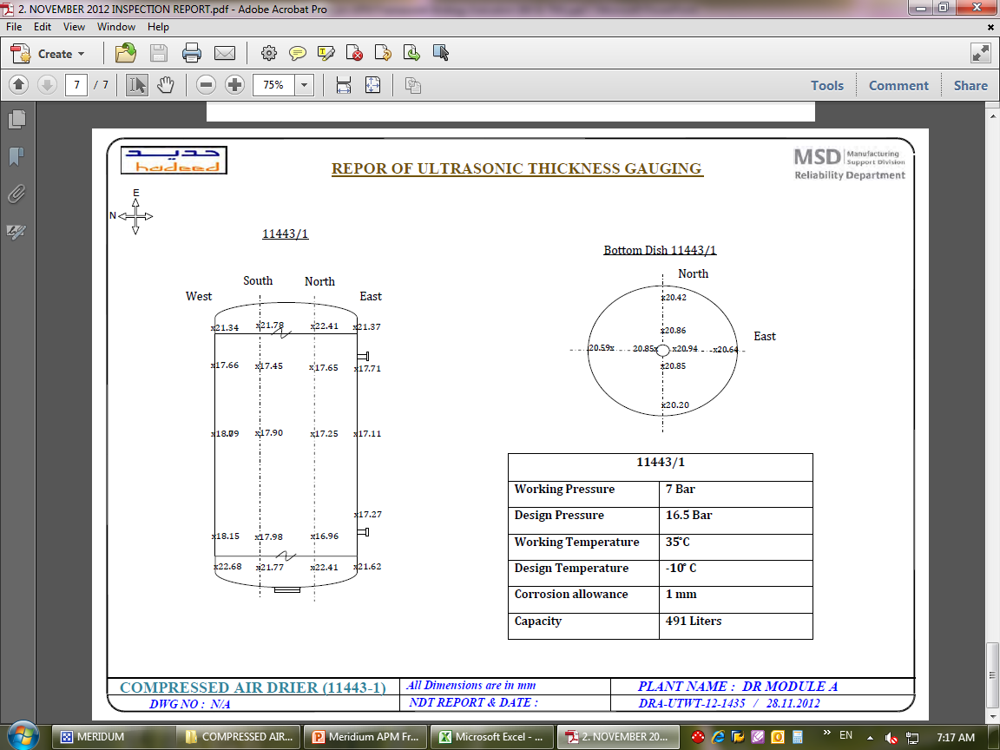 2. NOVEMBER 2012 INSPECTION REPORT.pdf - Adobe Acrobat Pro
File Edit View Window Help
Create
7 / 7 75% Tools Comment Share
حديد
hadeed
REPOR OF ULTRASONIC THICKNESS GAUGING
MSD Manufacturing Support Division
Reliability Department
E
N
11443/1
Bottom Dish 11443/1
South North
West East
North
x20.42
x21.34 x21.78 x22.41 x21.37
x20.86
East
20.59x 20.85x x20.94 x20.64
x17.66 x17.45 x17.65 x17.71
x20.85
x20.20
x17.90 x17.25 x17.11
x17.27
x18.15 x17.98 x16.96
x22.68 x21.77 x22.41 x21.62
11443/1
Working Pressure 7 Bar
Design Pressure 16.5 Bar
Working Temperature 35°C
Design Temperature -10° C
Corrosion allowance 1 mm
Capacity 491 Liters
COMPRESSED AIR DRIER (11443-1) All Dimensions are in mm PLANT NAME : DR MODULE A
DWG NO : N/A NDT REPORT & DATE : DRA-UTWT-12-1435 / 28.11.2012
MERIDUM COMPRESSED AIR... Meridium APM Fr... Microsoft Excel - ... 2. NOVEMBER 20... EN 7:17 AM